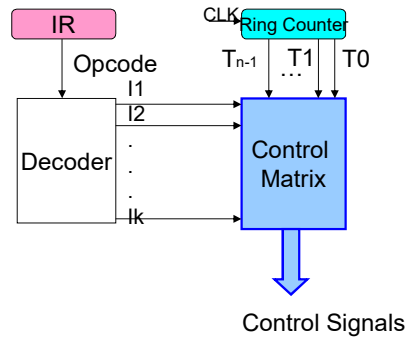 IR
CLK
Ring Counter
Opcode
Tn-1
...
T1
T0
I1
I2
.
.
.
Ik
Decoder
Control
Matrix
Control Signals